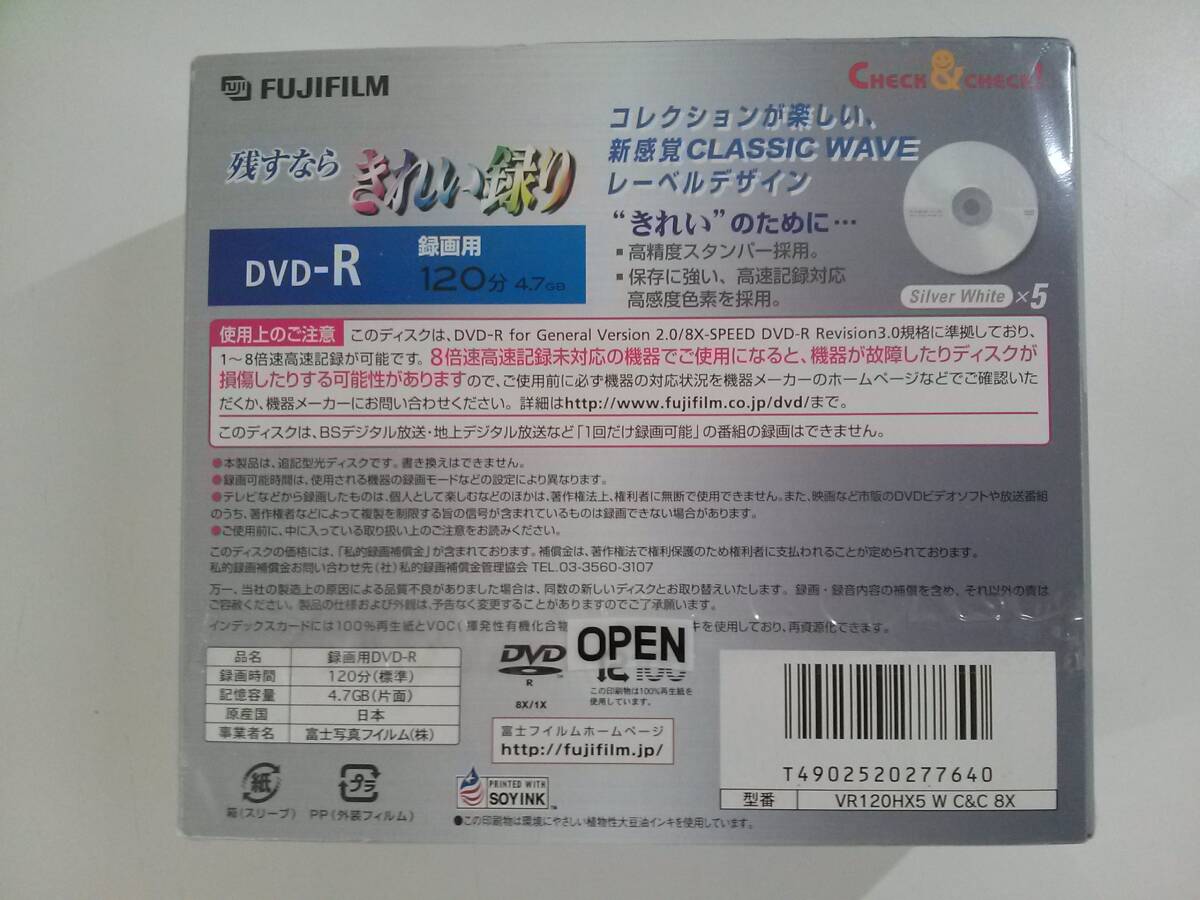 FUJI FUJIFILM
CHECK & CHECK!
残すなら きれい録り
コレクションが楽しい、
新感覚CLASSIC WAVE
レーベルデザイン
“きれい”のために…
■高精度スタンパー採用。
■保存に強い、高速記録対応
高感度色素を採用。
DVD-R 録画用
120分 4.7GB
Silver White ×5
使用上のご注意 このディスクは、DVD-R for General Version 2.0/8X-SPEED DVD-R Revision3.0規格に準拠しており、
1〜8倍速高速記録が可能です。8倍速高速記録未対応の機器でご使用になると、機器が故障したりディスクが
損傷したりする可能性がありますので、ご使用前に必ず機器の対応状況を機器メーカーのホームページなどでご確認いた
だくか、機器メーカーにお問い合わせください。詳細はhttp://www.fujifilm.co.jp/dvd/まで。
このディスクは、BSデジタル放送・地上デジタル放送など「1回だけ録画可能」の番組の録画はできません。
●本製品は、追記型光ディスクです。書き換えはできません。
●録画可能時間は、使用される機器の録画モードなどの設定により異なります。
●テレビなどから録画したものは、個人として楽しむなどのほかは、著作権法上、権利者に無断で使用できません。また、映画など市販のDVDビデオソフトや放送番組
のうち、著作権者などによって複製を制限する旨の信号が含まれているものは録画できない場合があります。
●ご使用前に、中に入っている取り扱い上のご注意をお読みください。
このディスクの価格には、「私的録画補償金」が含まれております。補償金は、著作権法で権利保護のため権利者に支払われることが定められております。
私的録画補償金お問い合わせ先(社)私的録画補償金管理協会 TEL.03-3560-3107
万一、当社の製造上の原因による品質不良がありました場合は、同数の新しいディスクとお取り替えいたします。録画・録音内容の補償を含め、それ以外の責は
ご容赦ください。製品の仕様および外観は、予告なく変更することがありますのでご了承願います。
インデックスカードには100%再生紙とVOC(揮発性有機化合物 キを使用しており、再資源化できます。
OPEN
品名 録画用DVD-R
録画時間 120分(標準)
記憶容量 4.7GB(片面)
原産国 日本
事業者名 富士写真フイルム(株)
DVD
R
8X/1X
100
この印刷物は100%再生紙を
使用しています。
富士フイルムホームページ
http://fujifilm.jp/
T4902520277640
型番 VR120HX5 W C&C 8X
紙
箱(スリーブ)
プラ
PP(外装フィルム)
PRINTED WITH
SOY INK
●この印刷物は環境にやさしい植物性大豆油インキを使用しています。